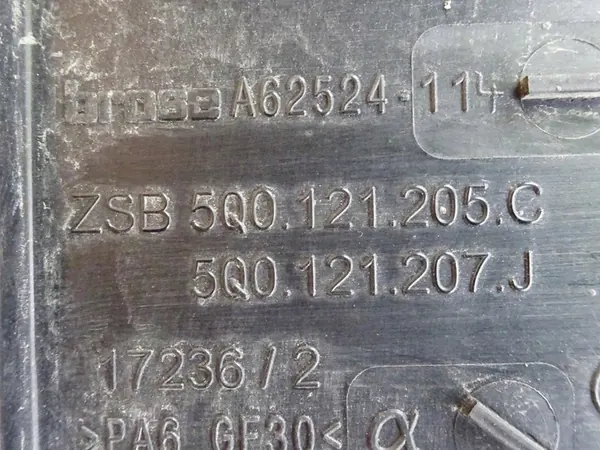 brose A62524-114
ZSB 5Q0.121.205.C
5Q0.121.207.J
17236/2
>PA6 GF30< α